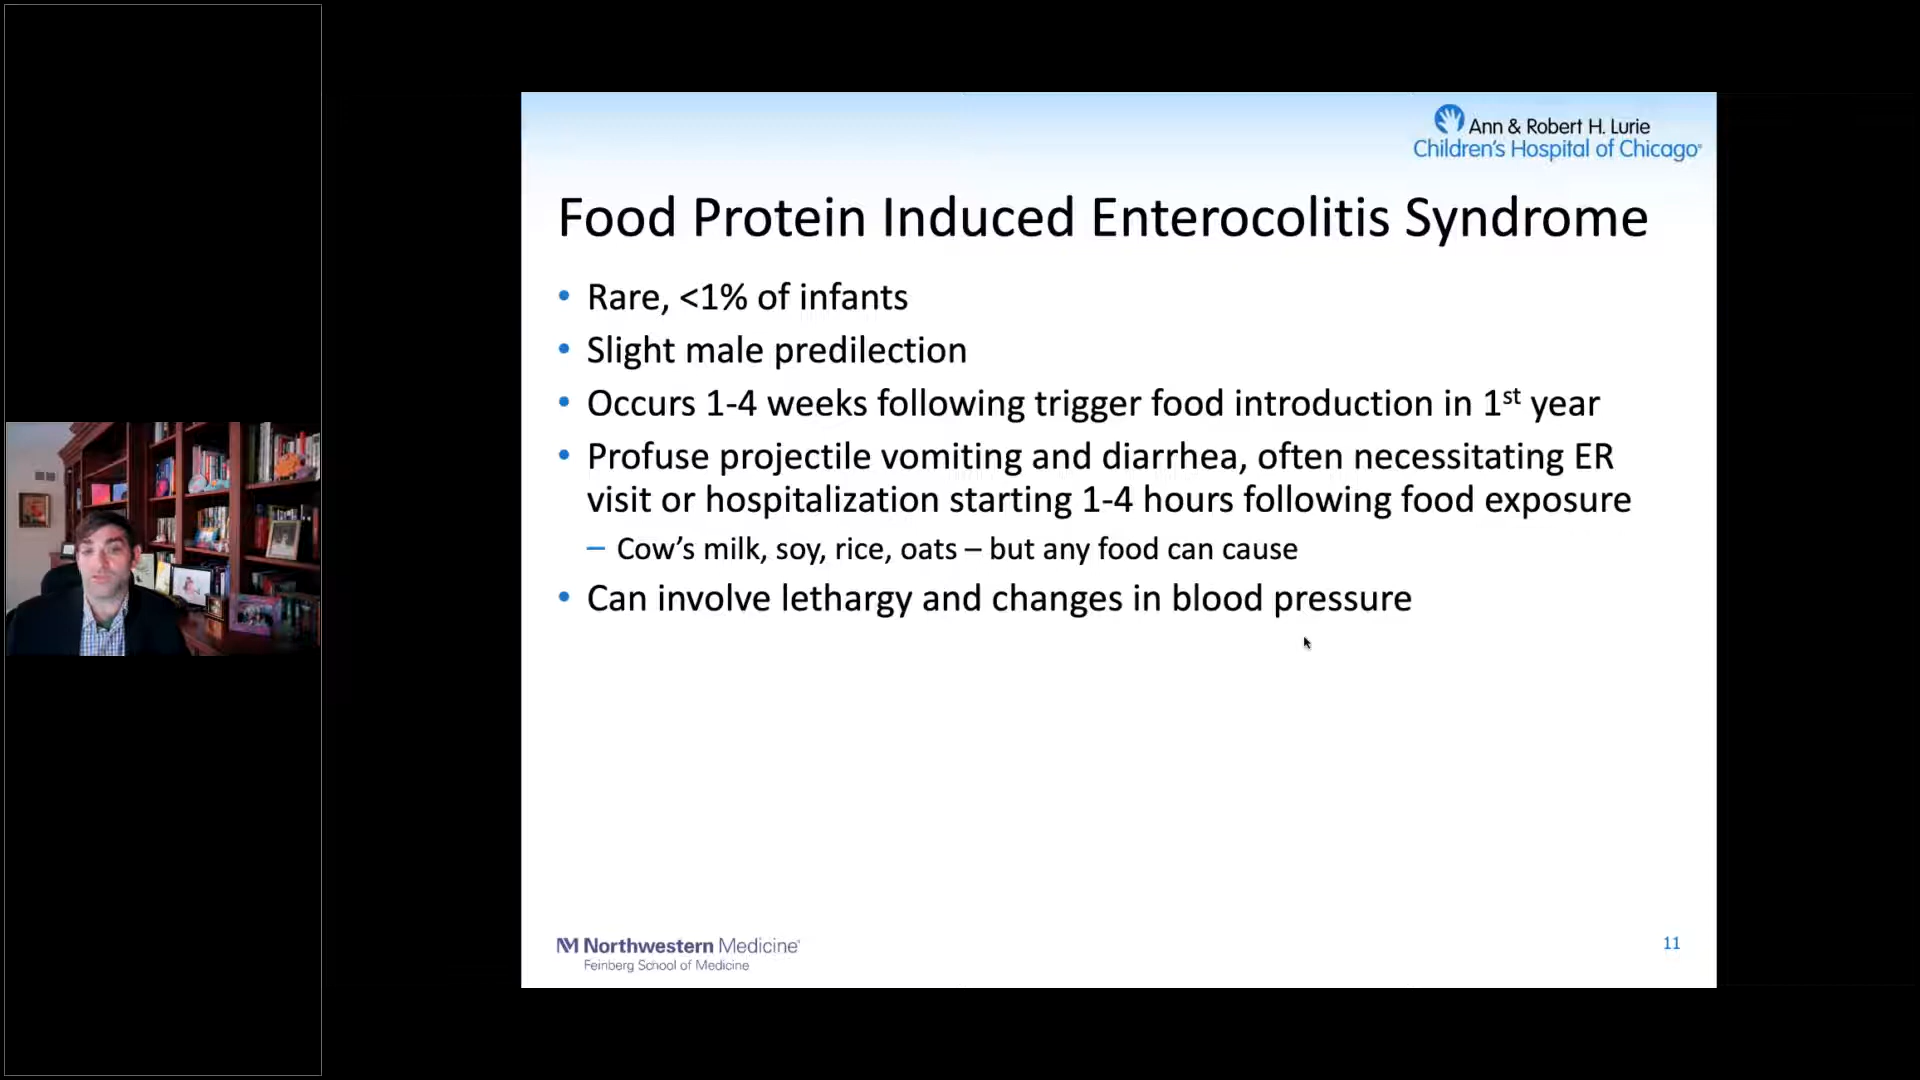 Ann & Robert H. Lurie
Children's Hospital of Chicago®
Food Protein Induced Enterocolitis Syndrome
• Rare, <1% of infants
• Slight male predilection
• Occurs 1-4 weeks following trigger food introduction in 1st year
• Profuse projectile vomiting and diarrhea, often necessitating ER
visit or hospitalization starting 1-4 hours following food exposure
– Cow’s milk, soy, rice, oats – but any food can cause
• Can involve lethargy and changes in blood pressure
Northwestern Medicine®
Feinberg School of Medicine
11